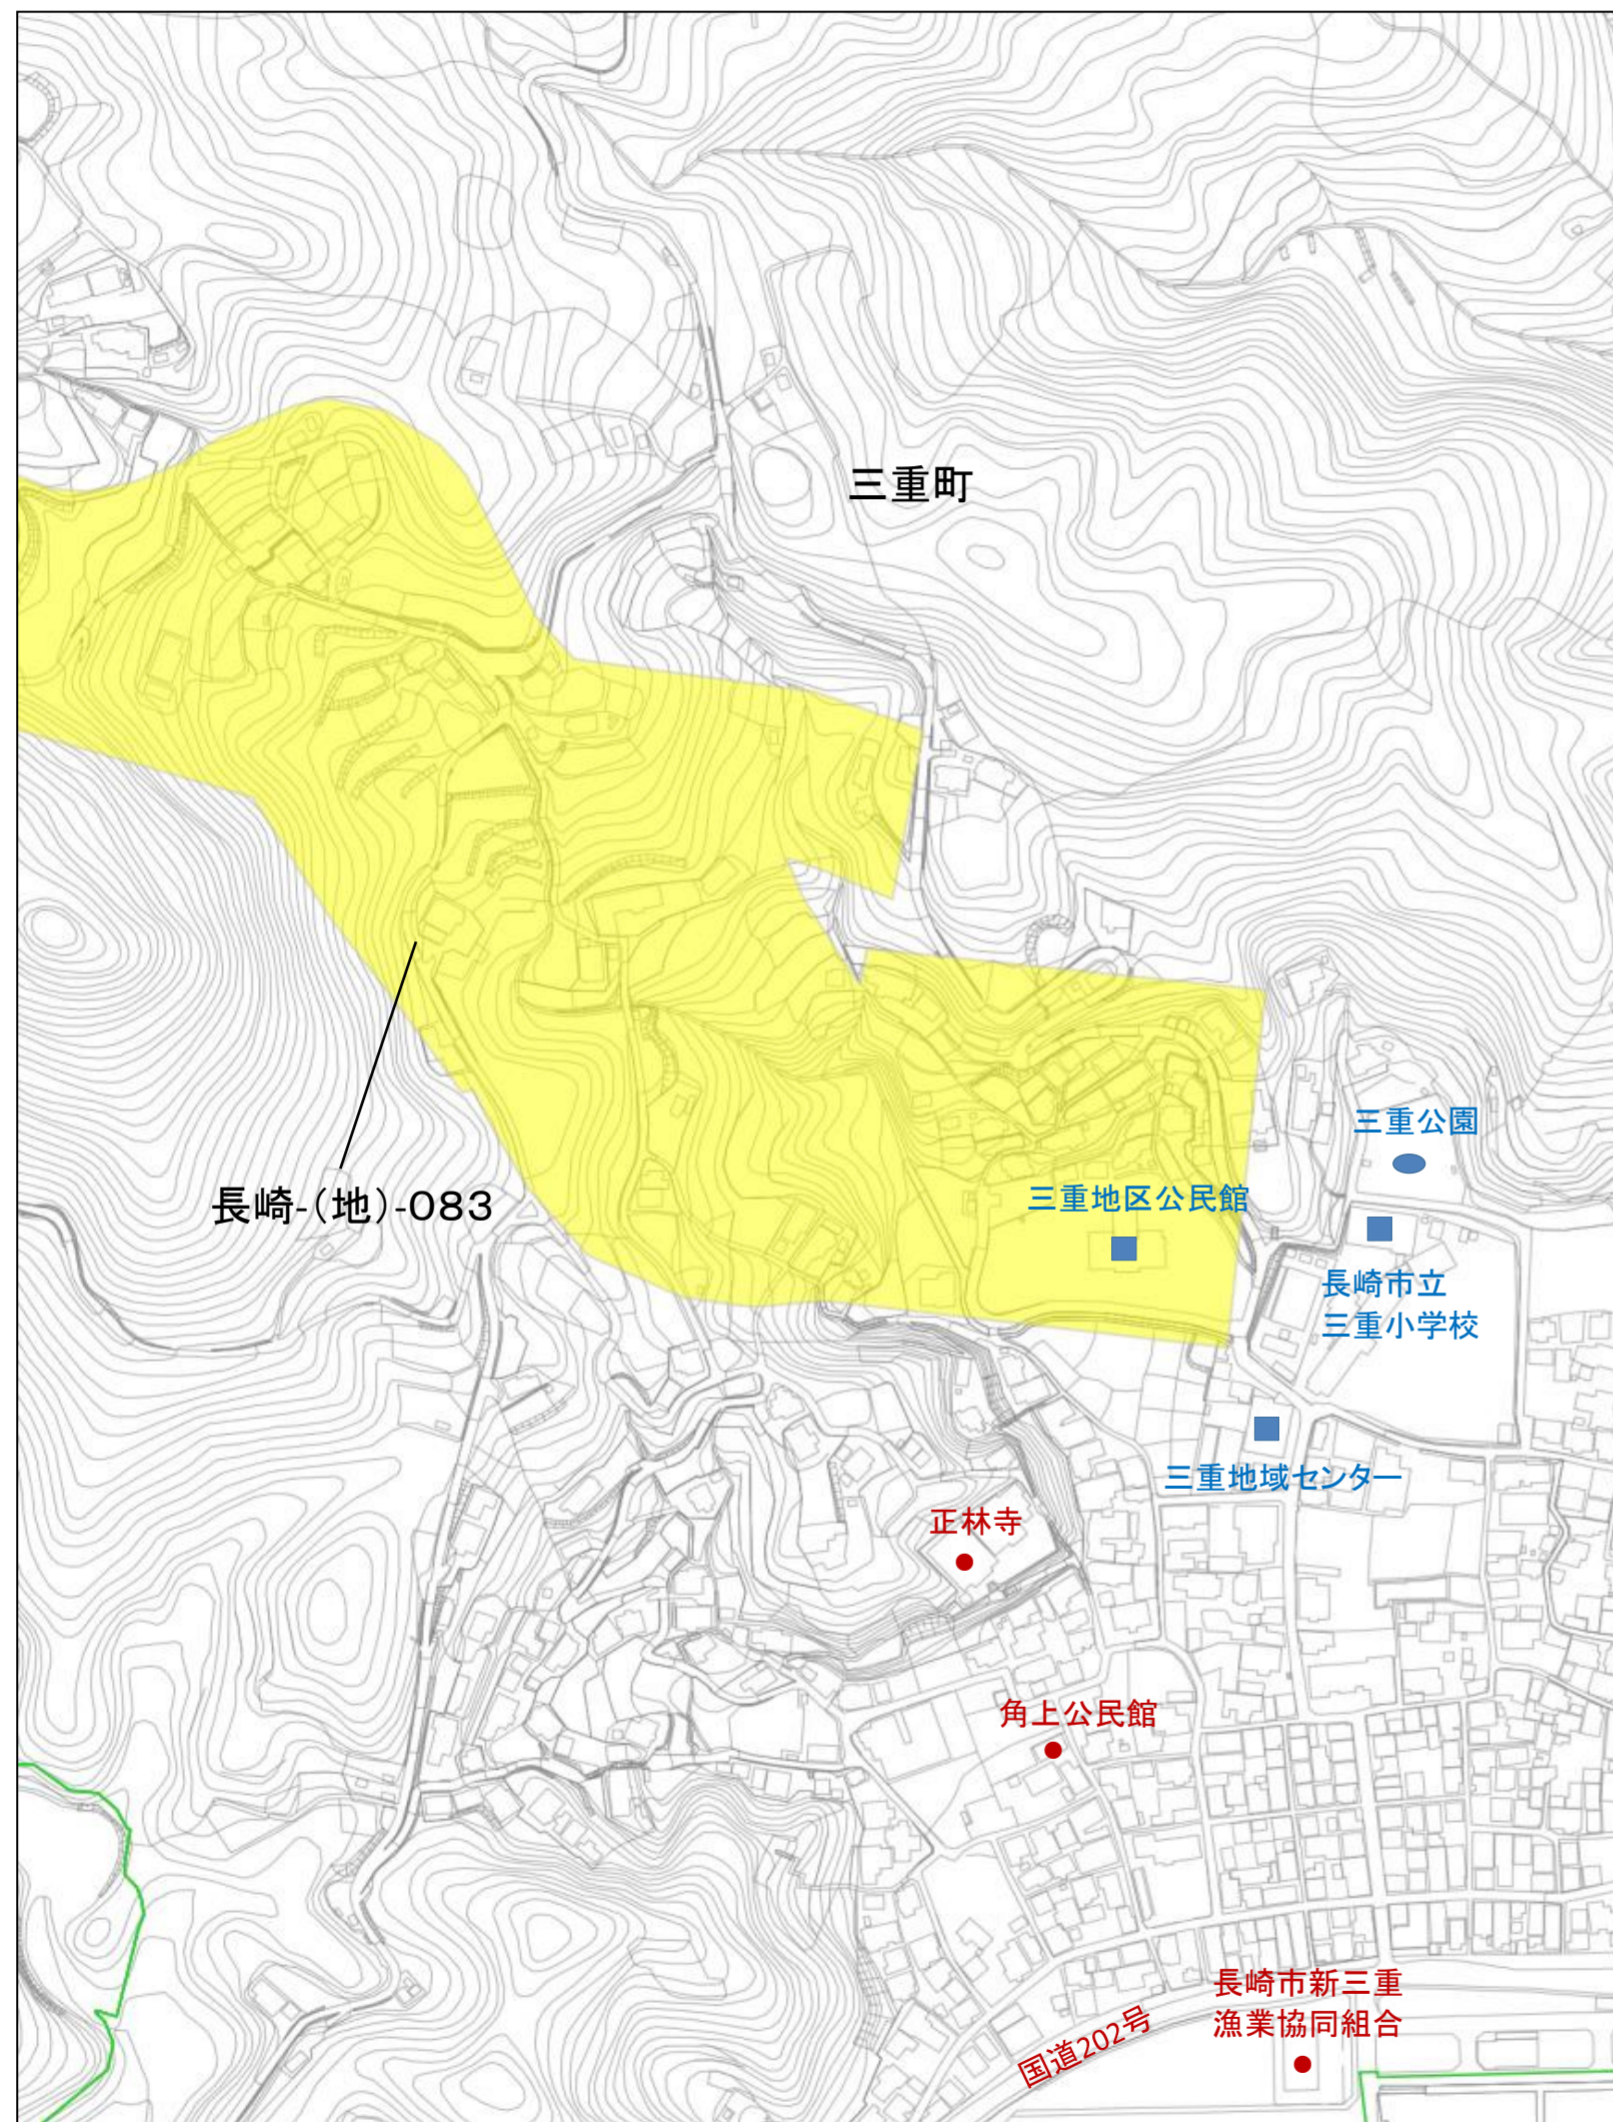 三重町
三重公園
三重地区公民館
長崎-(地)-083
長崎市立
三重小学校
三重地域センター
正林寺
角上公民館
長崎市新三重
漁業協同組合
国道202号